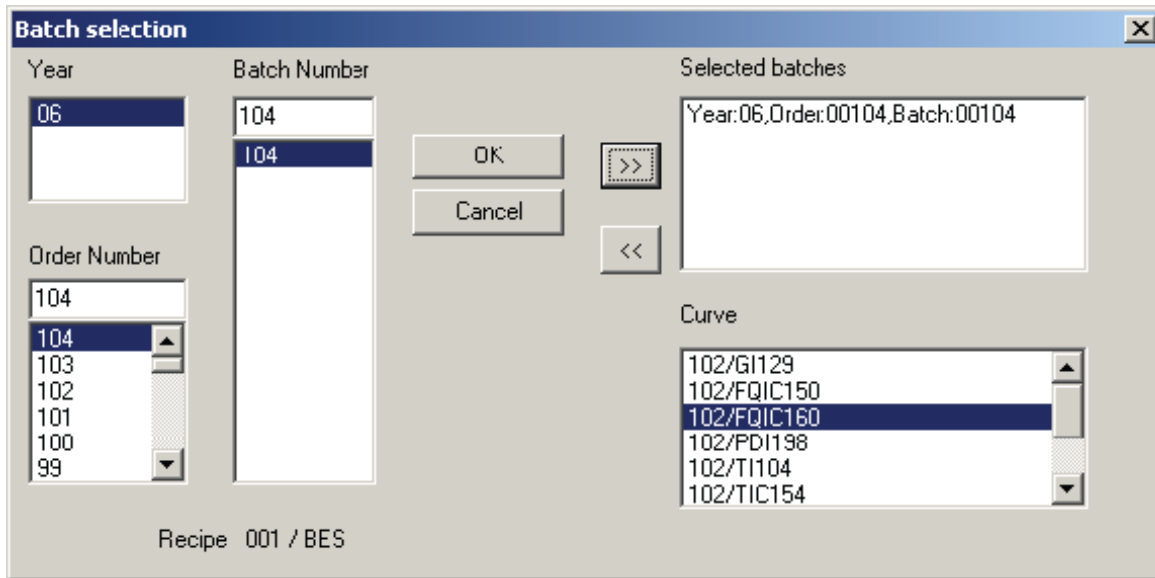 Batch selection
Year
06
Order Number
104
104
103
102
101
100
99
Batch Number
104
104
OK
Cancel
>>
<<
Selected batches
Year:06,Order:00104,Batch:00104
Curve
102/GI129
102/FQIC150
102/FQIC160
102/PDI198
102/TI104
102/TIC154
Recipe 001 / BES